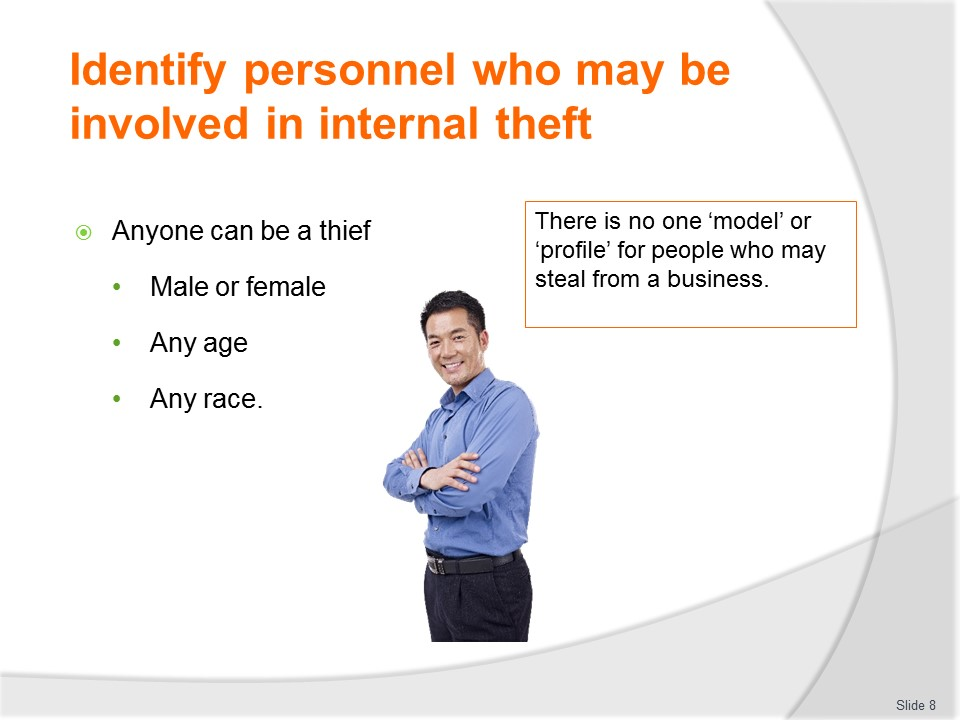 Identify personnel who may be
involved in internal theft
Anyone can be a thief
• Male or female
• Any age
• Any race.
There is no one ‘model’ or
‘profile’ for people who may
steal from a business.
Slide 8